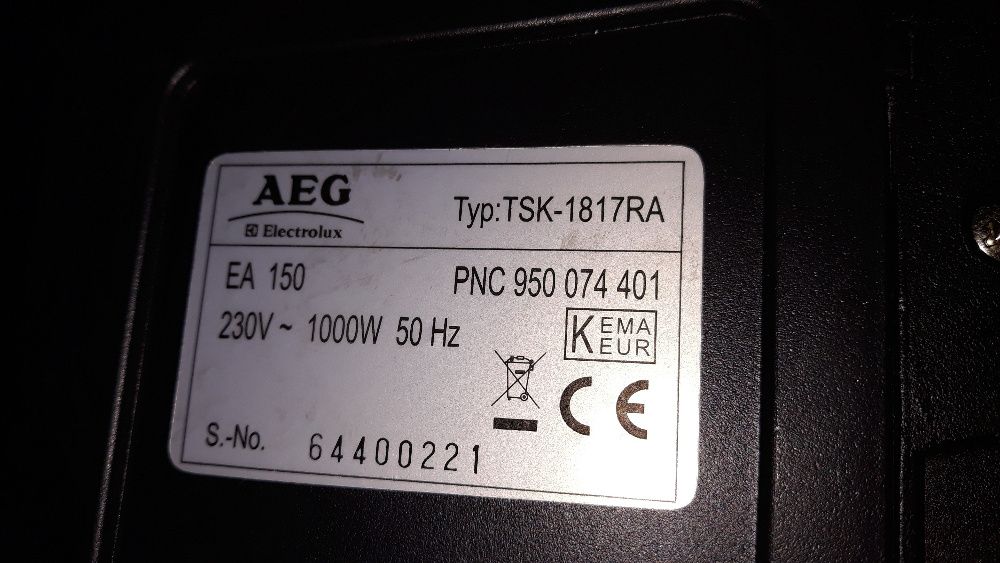 AEG
Electrolux
Typ:TSK-1817RA
EA 150
PNC 950 074 401
230V ~ 1000W 50 Hz
KEMA
EUR
CE
S.-No. 64400221